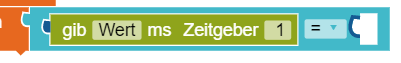 gib Wert ms Zeitgeber 1 =